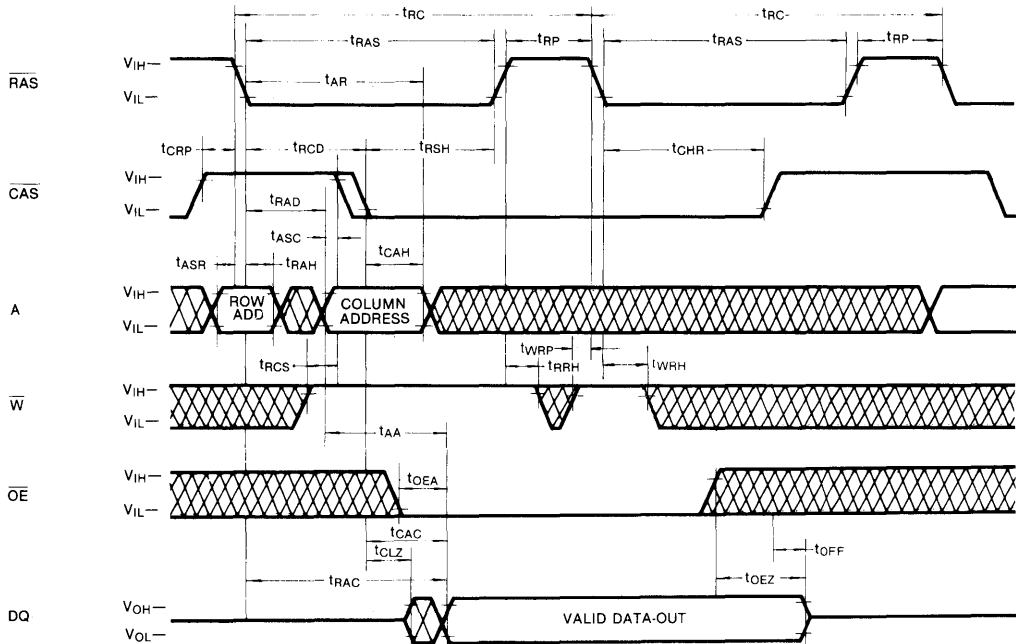 tRC tRC
tRAS tRP tRAS tRP
RAS VIH— VIL—
tAR
tCRP tRCD tRSH tCHR
CAS VIH— VIL—
tRAD
tASC
tASR tRAH tCAH
A VIH— VIL—
ROW ADD
COLUMN ADDRESS
tRCS tWRP tRRH tWRH
W VIH— VIL—
tAA
OE VIH— VIL—
tOEA
tCAC
tCLZ tOFF
tRAC tOEZ
DQ VOH— VOL—
VALID DATA-OUT